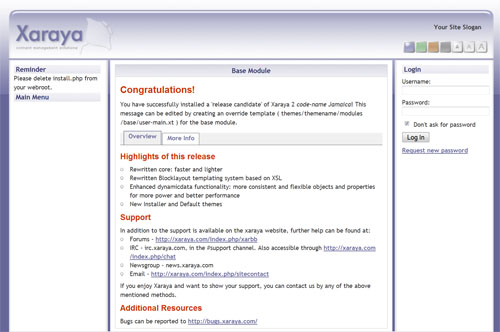 Xaraya
content management solutions
Your Site Slogan
A A A
Reminder
Please delete install.php from
your webroot.
Main Menu
Base Module
Congratulations!
You have successfully installed a 'release candidate' of Xaraya 2 code-name Jamaica! This
message can be edited by creating an override template ( themes/themename/modules
/base/user-main.xt ) for the base module.
Overview
More Info
Highlights of this release
Rewritten core: faster and lighter
Rewritten Blocklayout templating system based on XSL
Enhanced dynamicdata functionality: more consistent and flexible objects and properties
for more power and better performance
New Installer and Default themes
Support
In addition to the support is available on the xaraya website, further help can be found at:
Forums - http://xaraya.com/index.php/xarbb
IRC - irc.xaraya.com, in the #support channel. Also accessible through http://xaraya.com
/index.php/chat
Newsgroup - news.xaraya.com
Email - http://xaraya.com/index.php/sitecontact
If you enjoy Xaraya and want to show your support, you can contact us by any of the above
mentioned methods.
Additional Resources
Bugs can be reported to http://bugs.xaraya.com/
Login
Username:
Password:
Don't ask for password
Log In
Request new password